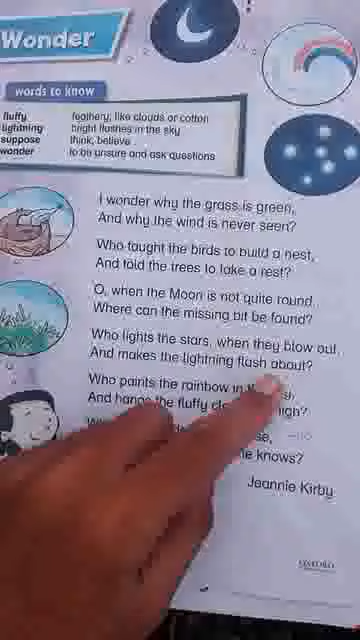 Wonder
words to know
fluffy feathery, like clouds or cotton
lightning bright flashes in the sky
suppose think, believe
wonder to be unsure and ask questions
I wonder why the grass is green,
And why the wind is never seen?
Who taught the birds to build a nest,
And told the trees to take a rest?
O, when the Moon is not quite round,
Where can the missing bit be found?
Who lights the stars, when they blow out,
And makes the lightning flash about?
Who paints the rainbow in
And hangs the fluffy high?
knows?
Jeannie Kirby
OXFORD